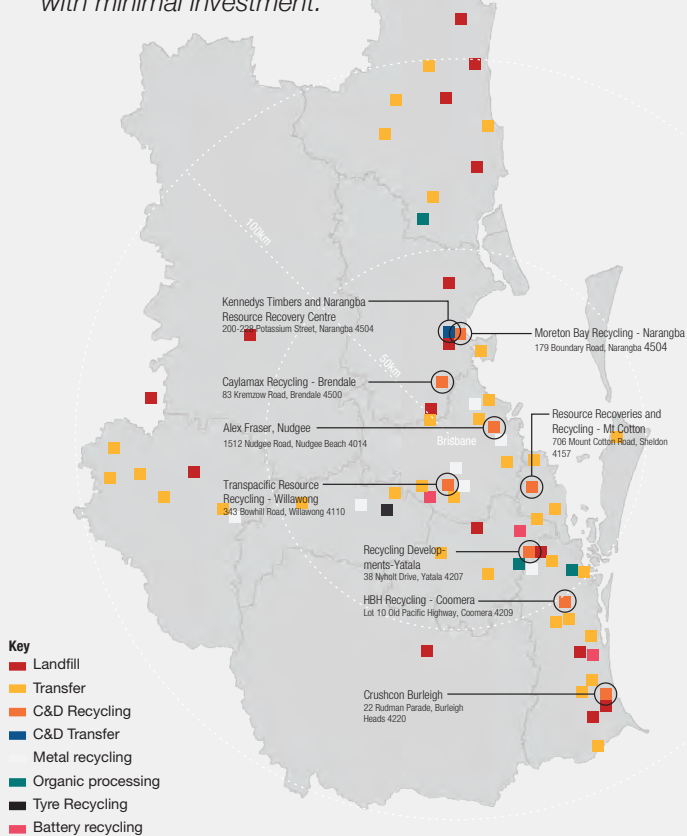 with minimal investment.
100km
Kennedys Timbers and Narangba
Resource Recovery Centre
200-228 Potassium Street, Narangba 4504
Moreton Bay Recycling - Narangba
179 Boundary Road, Narangba 4504
50km
Caylamax Recycling - Brendale
83 Kremzow Road, Brendale 4500
Resource Recoveries and
Recycling - Mt Cotton
706 Mount Cotton Road, Sheldon
4157
Alex Fraser, Nudgee
1512 Nudgee Road, Nudgee Beach 4014
Brisbane
Transpacific Resource
Recycling - Willawong
343 Bowhill Road, Willawong 4110
Recycling Develop-
ments-Yatala
38 Nyholt Drive, Yatala 4207
HBH Recycling - Coomera
Lot 10 Old Pacific Highway, Coomera 4209
Crushcon Burleigh
22 Rudman Parade, Burleigh
Heads 4220
Key
Landfill
Transfer
C&D Recycling
C&D Transfer
Metal recycling
Organic processing
Tyre Recycling
Battery recycling